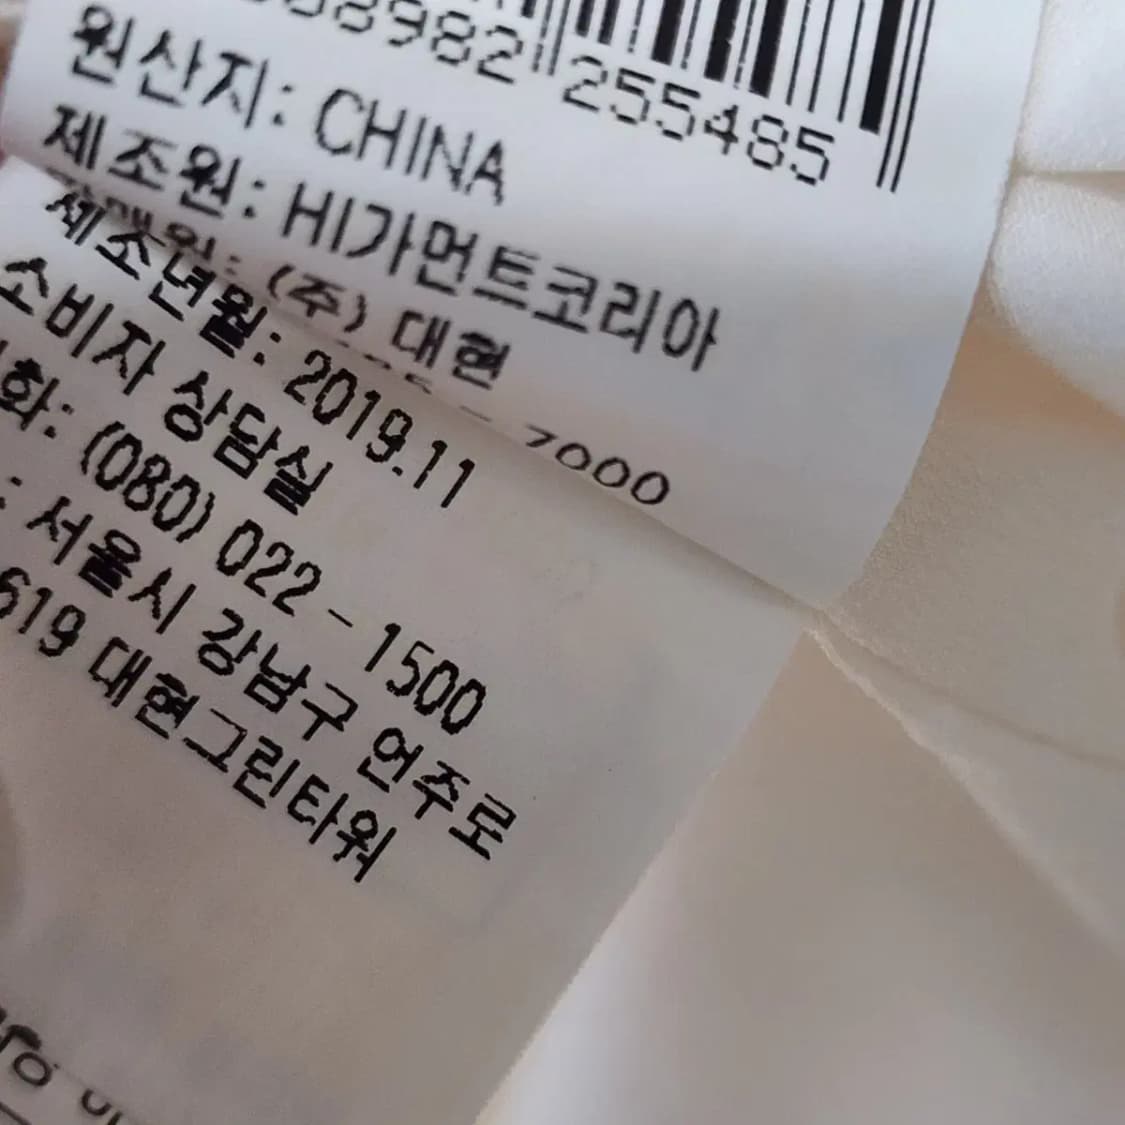 8982 255485
원산지: CHINA
제조원: HI가먼트코리아
(주) 대현
7000
제조년월: 2019.11
소비자 상담실
화: (080) 022-1500
: 서울시 강남구 언주로
619 대현그린타워